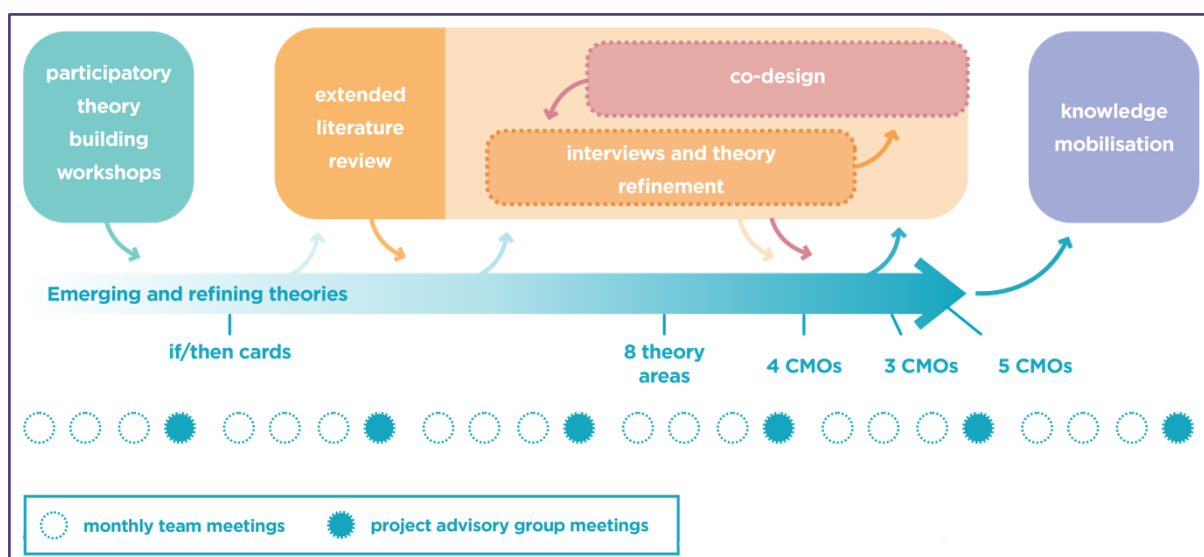 participatory
theory
building
workshops
extended
literature
review
co-design
interviews and theory
refinement
knowledge
mobilisation
Emerging and refining theories
if/then cards
8 theory
areas
4 CMOs
3 CMOs
5 CMOs
monthly team meetings
project advisory group meetings